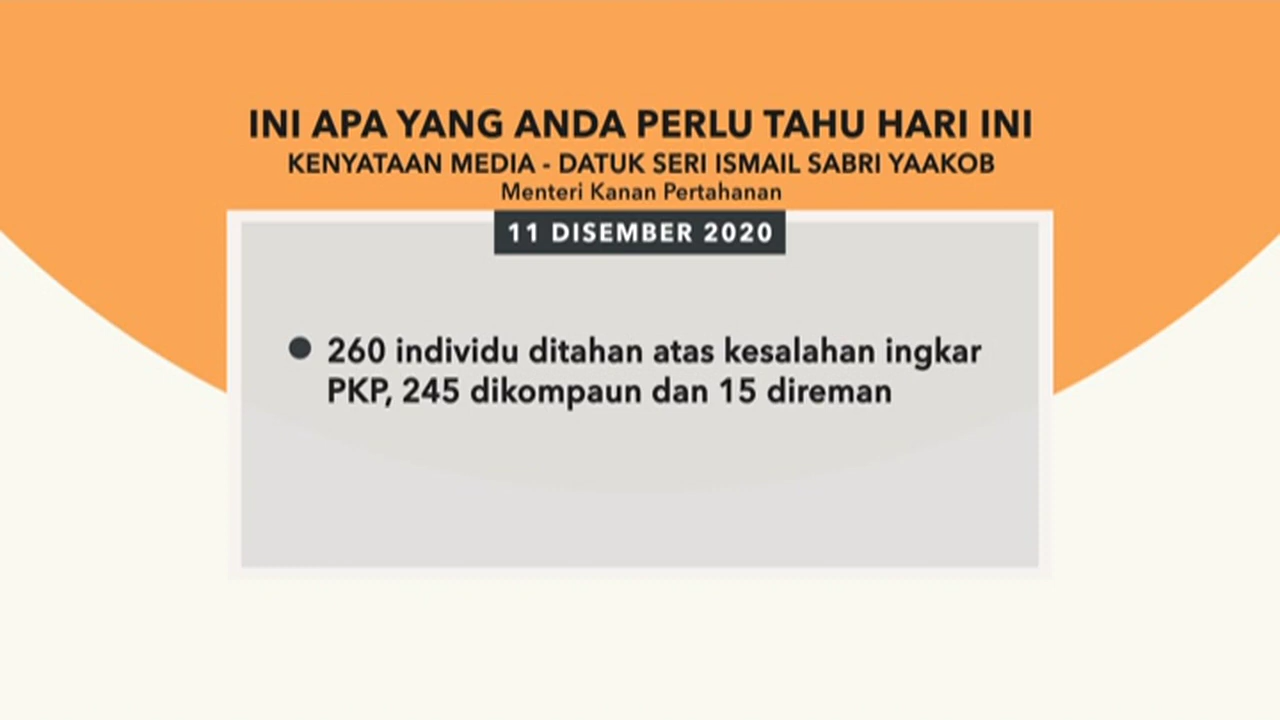 INI APA YANG ANDA PERLU TAHU HARI INI
KENYATAAN MEDIA - DATUK SERI ISMAIL SABRI YAAKOB
Menteri Kanan Pertahanan
11 DISEMBER 2020
● 260 individu ditahan atas kesalahan ingkar
PKP, 245 dikompaun dan 15 direman